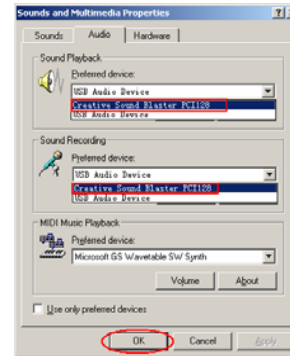 Sounds and Multimedia Properties
Sounds Audio Hardware
Sound Playback
Preferred device:
USB Audio Device
Creative Sound Blaster PCI128
USB Audio Device
Sound Recording
Preferred device:
USB Audio Device
Creative Sound Blaster PCI128
USB Audio Device
MIDI Music Playback
Preferred device:
Microsoft GS Wavetable SW Synth
Volume About
Use only preferred devices
OK Cancel Apply